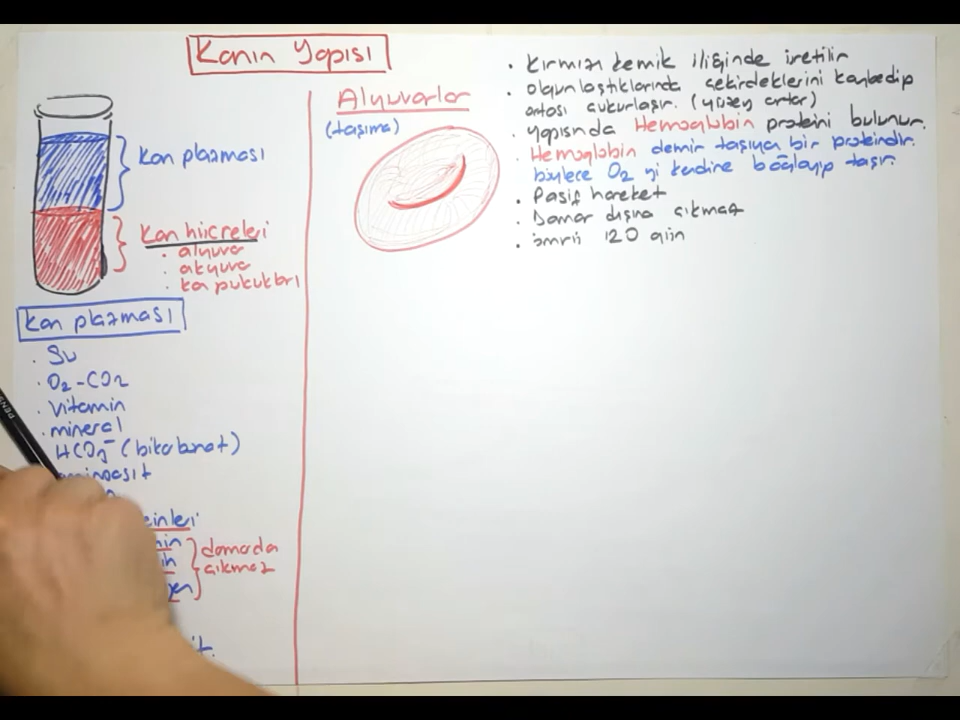 Kanın Yapısı
Kan plazması
Kan hücreleri
. alyuvar
. akyuvar
. kan pulcukları
Kan plazması
. Su
. O₂-CO₂
. vitamin
. mineral
HCO₃⁻ (bikarbonat)
damarda
çıkmaz
Alyuvarlar
(taşıma)
. Kırmızı kemik iliğinde üretilir
. olgunlaştıklarında çekirdeklerini kaybedip
ortası çukurlaşır. (yüzey artar)
. yapısında Hemoglobin proteini bulunur.
. Hemoglobin demir taşıyan bir proteindir.
böylece O₂ yi kendine bağlayıp taşır.
. Pasif hareket
. Damar dışına çıkmaz
. ömrü 120 gün